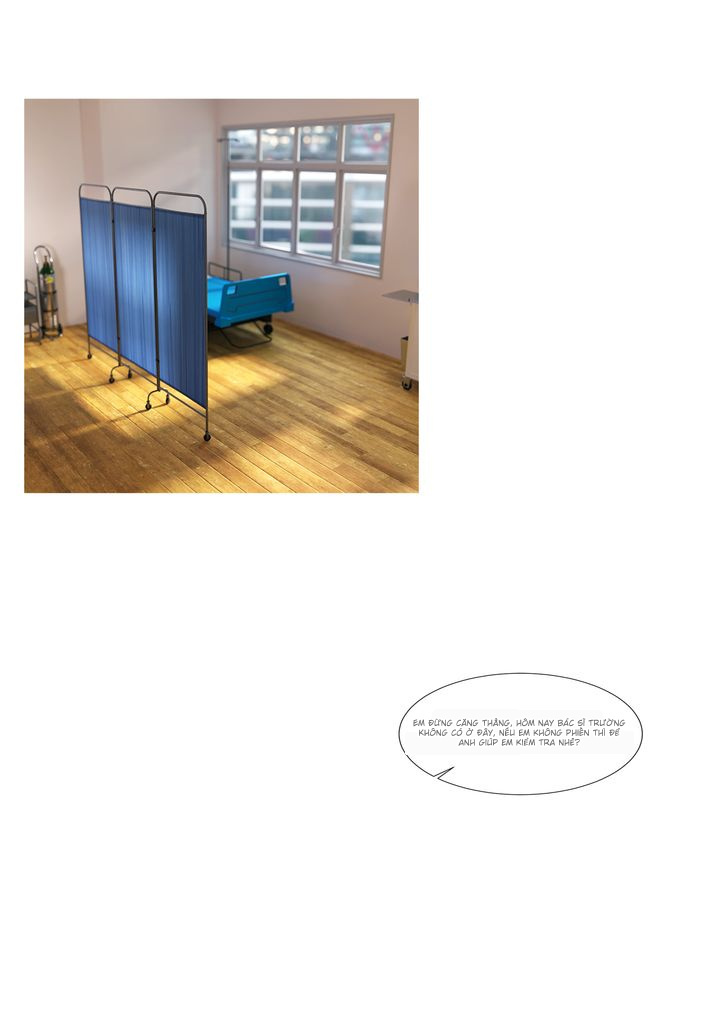 EM ĐỪNG CĂNG THẲNG, HÔM NAY BÁC SĨ TRƯỜNG
KHÔNG CÓ Ở ĐÂY, NẾU EM KHÔNG PHIỀN THÌ ĐỂ
ANH GIÚP EM KIỂM TRA NHÉ?